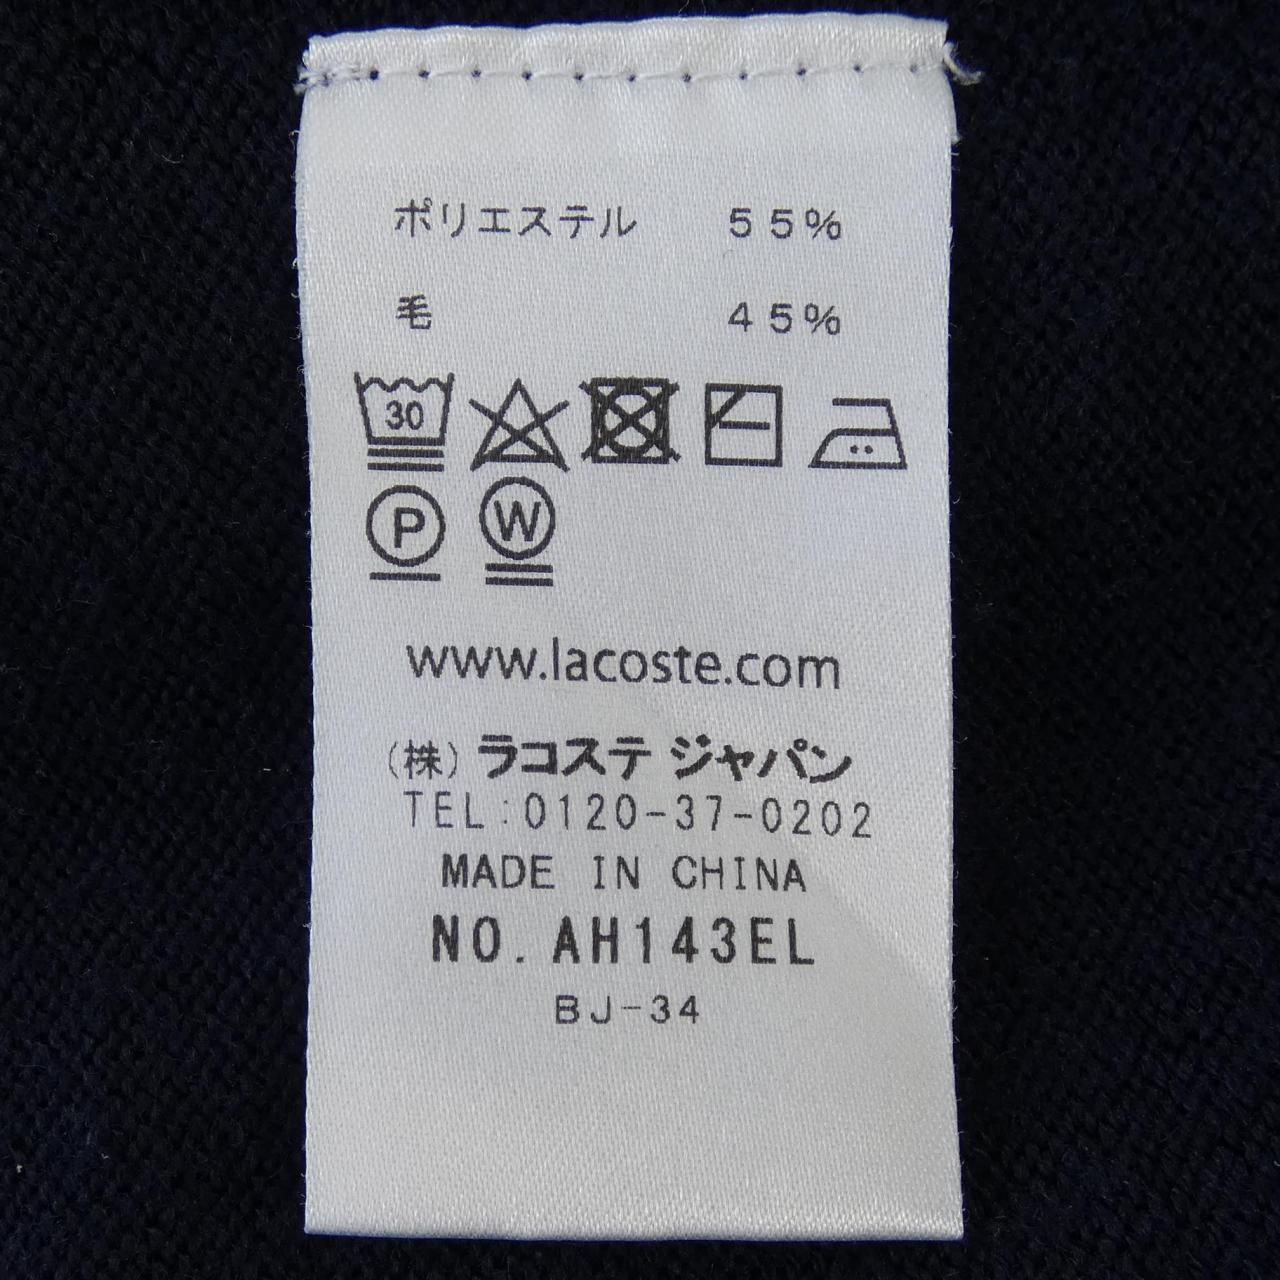 ポリエステル 55%
毛 45%
30
P
W
www.lacoste.com
(株) ラコステ ジャパン
TEL:0120-37-0202
MADE IN CHINA
NO. AH143EL
BJ-34